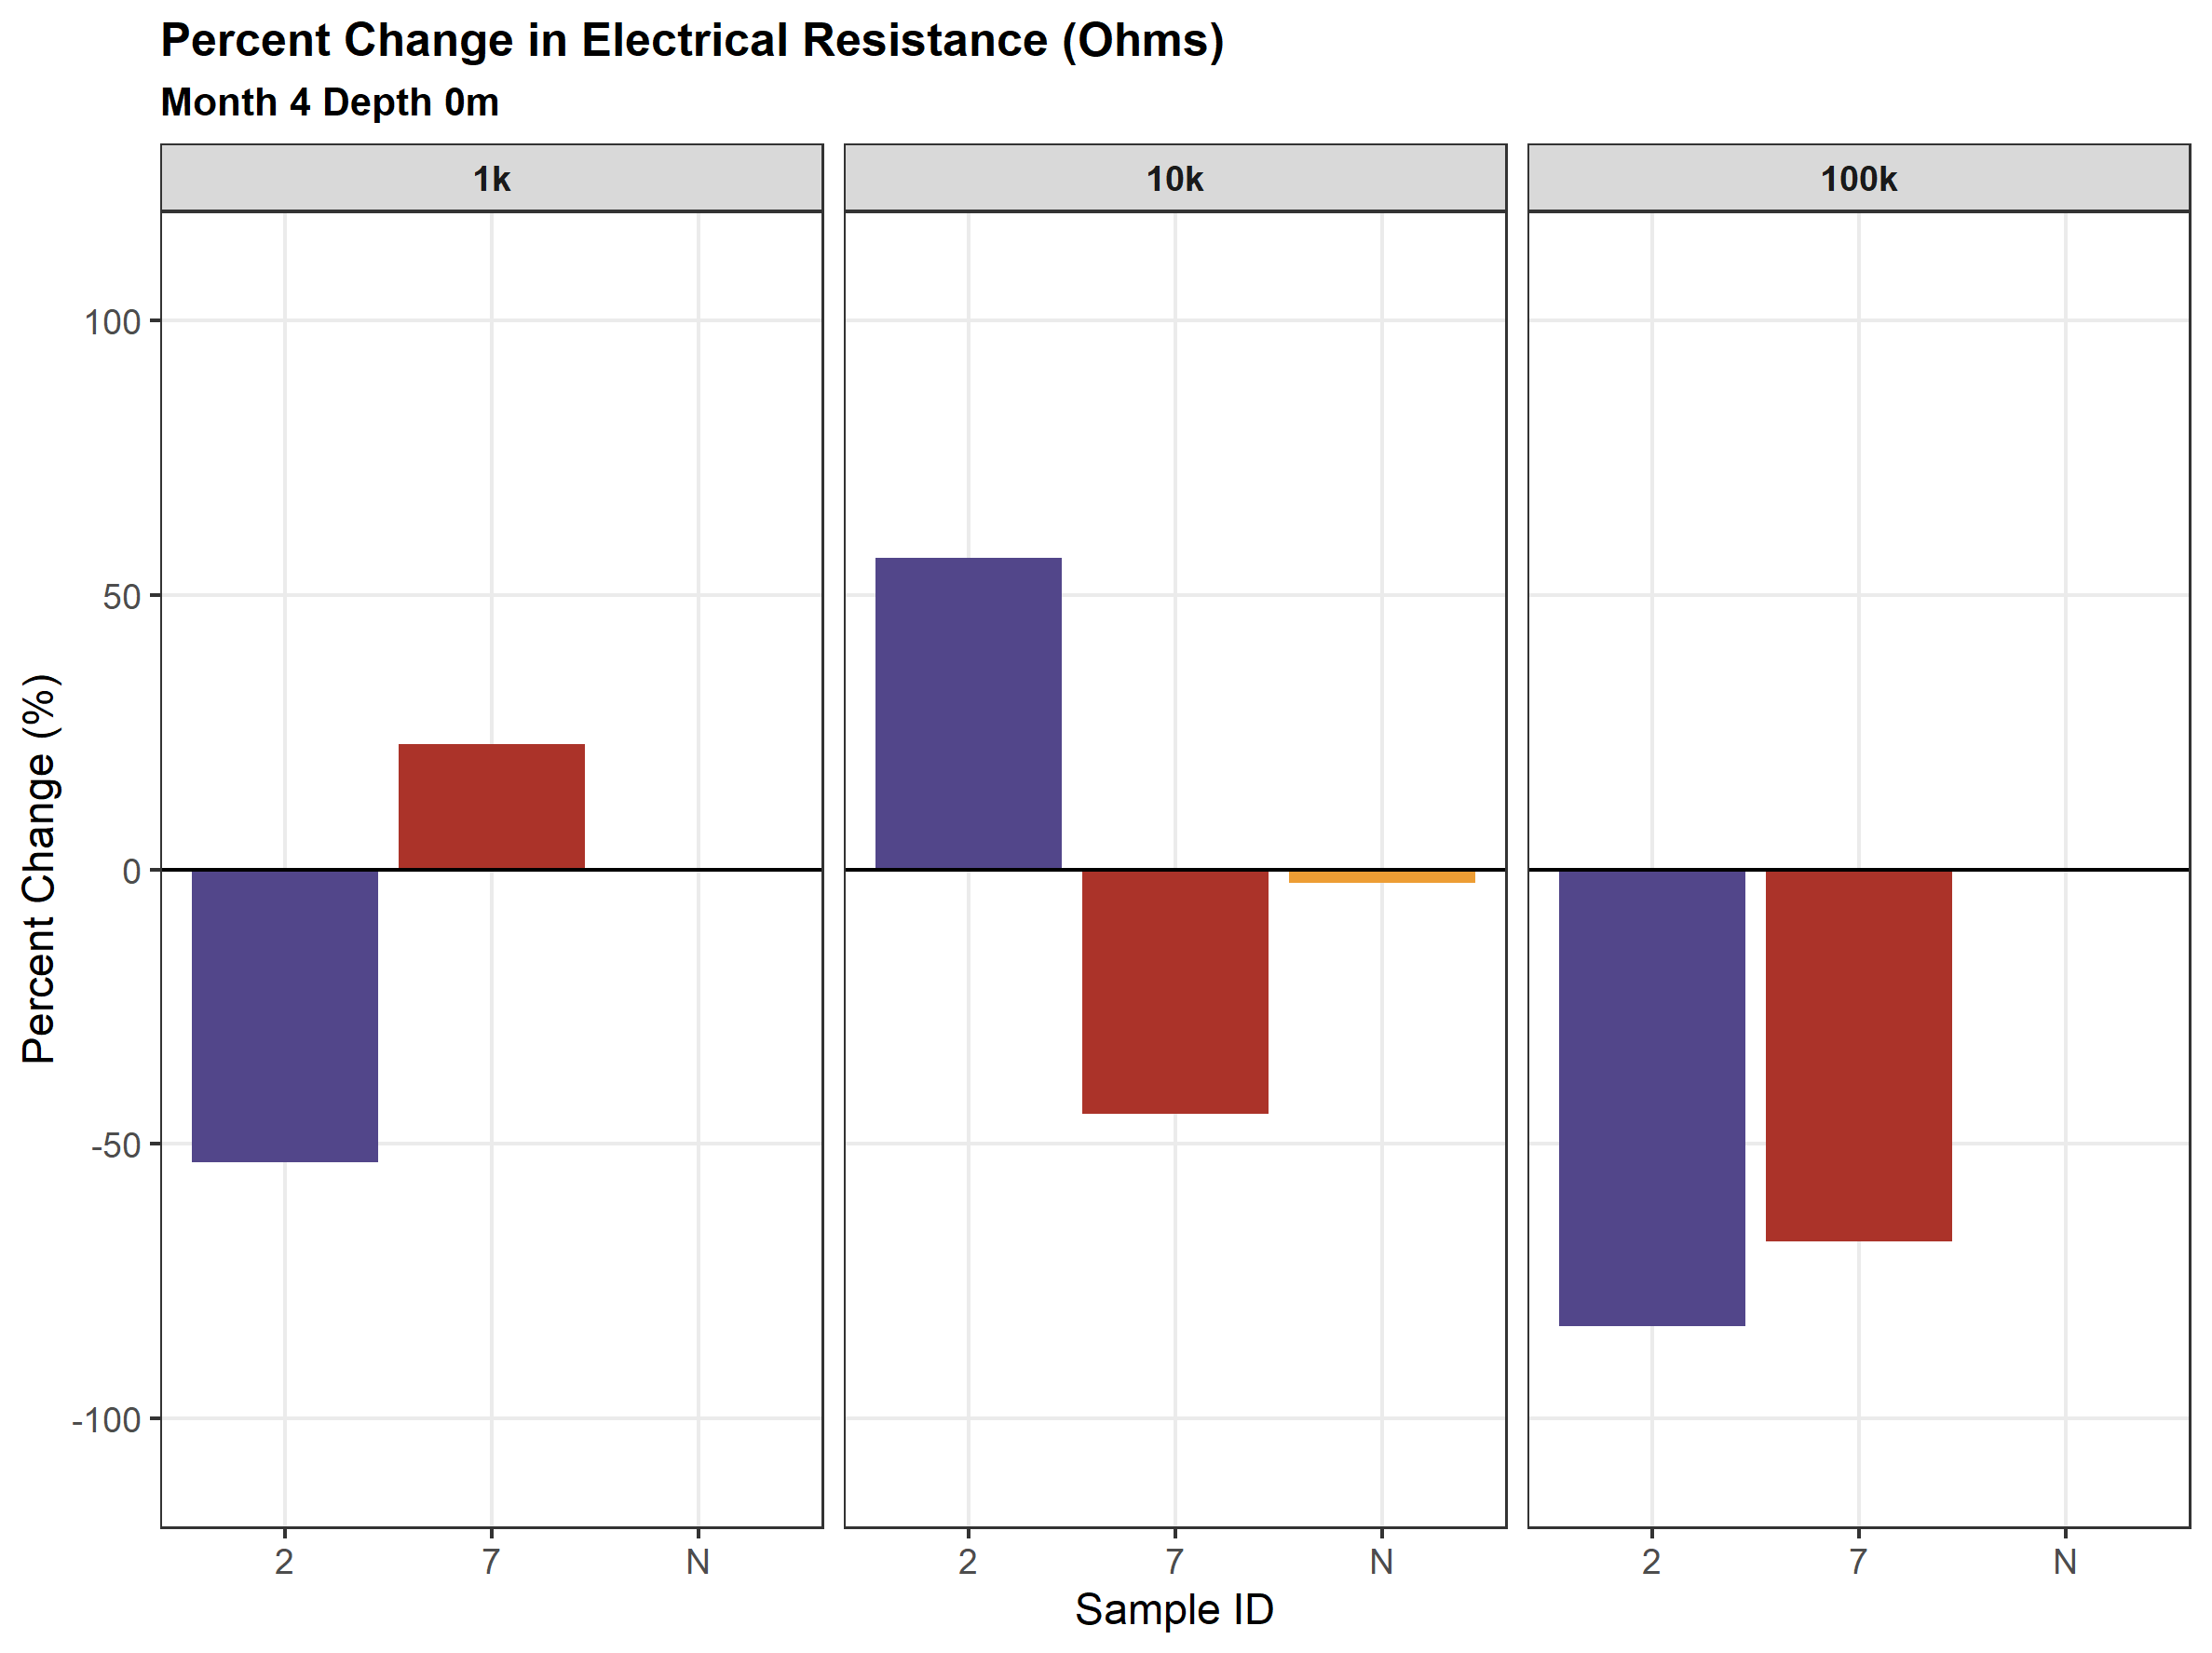 Percent Change in Electrical Resistance (Ohms)
Month 4 Depth 0m
1k 10k 100k
Percent Change (%)
100
50
0
-50
-100
2 7 N 2 7 N 2 7 N
Sample ID